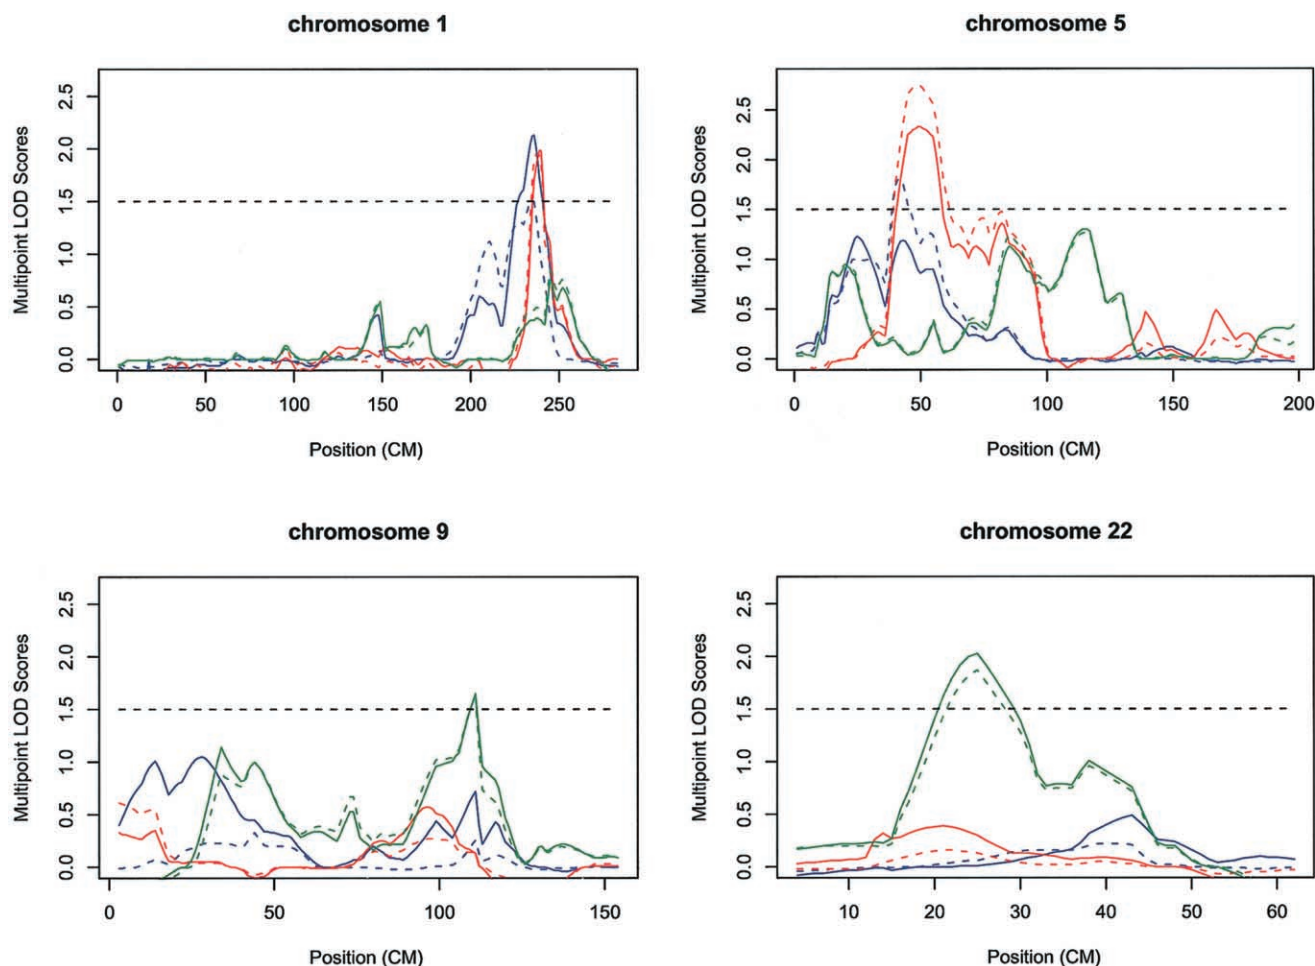 chromosome 1
Multipoint LOD Scores
2.5
2.0
1.5
1.0
0.5
0.0
0 50 100 150 200 250
Position (CM)
chromosome 5
Multipoint LOD Scores
2.5
2.0
1.5
1.0
0.5
0.0
0 50 100 150 200
Position (CM)
chromosome 9
Multipoint LOD Scores
2.5
2.0
1.5
1.0
0.5
0.0
0 50 100 150
Position (CM)
chromosome 22
Multipoint LOD Scores
2.5
2.0
1.5
1.0
0.5
0.0
10 20 30 40 50 60
Position (CM)